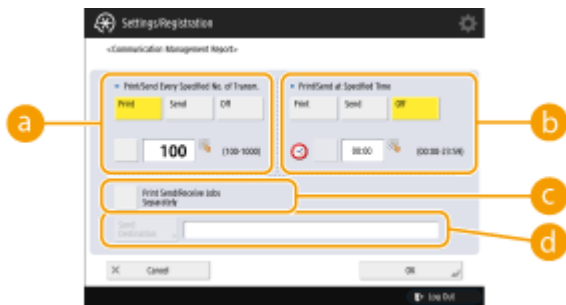 Settings/Registration
<Communication Management Report>
Print/Send Every Specified No. of Transm.
Print Send Off
100 (100-1000)
Print/Send at Specified Time
Print Send Off
00:00 (00:00-23:59)
Print Send/Receive Jobs
Separately
Send
Destination
Cancel
OK
Log Out
a
b
c
d